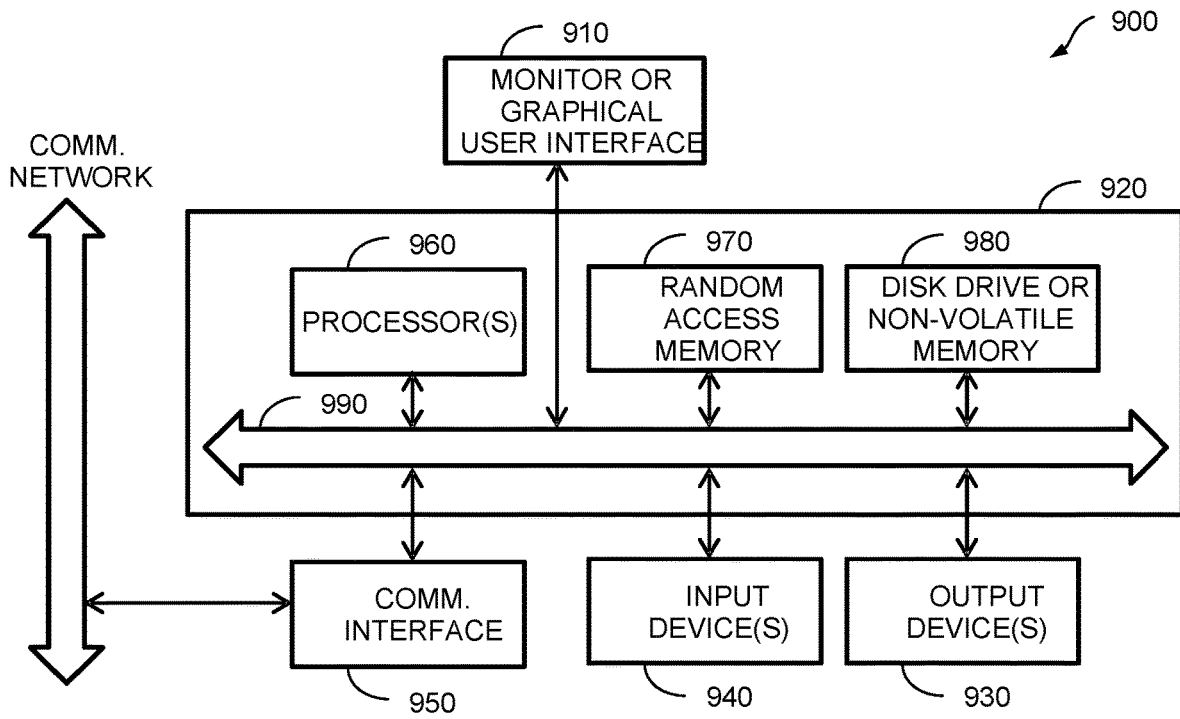 910
900
MONITOR OR
GRAPHICAL
USER INTERFACE
COMM.
NETWORK
920
960
970
980
PROCESSOR(S)
RANDOM
ACCESS
MEMORY
DISK DRIVE OR
NON-VOLATILE
MEMORY
990
COMM.
INTERFACE
INPUT
DEVICE(S)
OUTPUT
DEVICE(S)
950
940
930